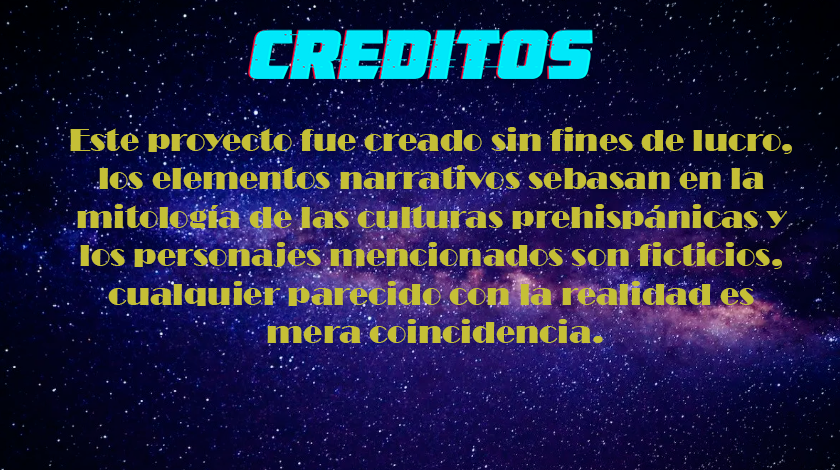 CREDITOS
Este proyecto fue creado sin fines de lucro,
los elementos narrativos sebasan en la
mitología de las culturas prehispánicas y
los personajes mencionados son ficticios,
cualquier parecido con la realidad es
mera coincidencia.